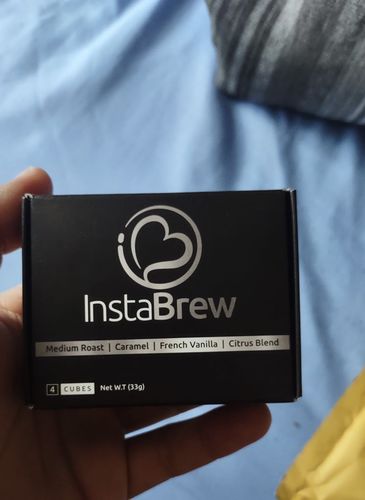 InstaBrew
Medium Roast | Caramel | French Vanilla | Citrus Blend
4 CUBES Net W.T (33g)